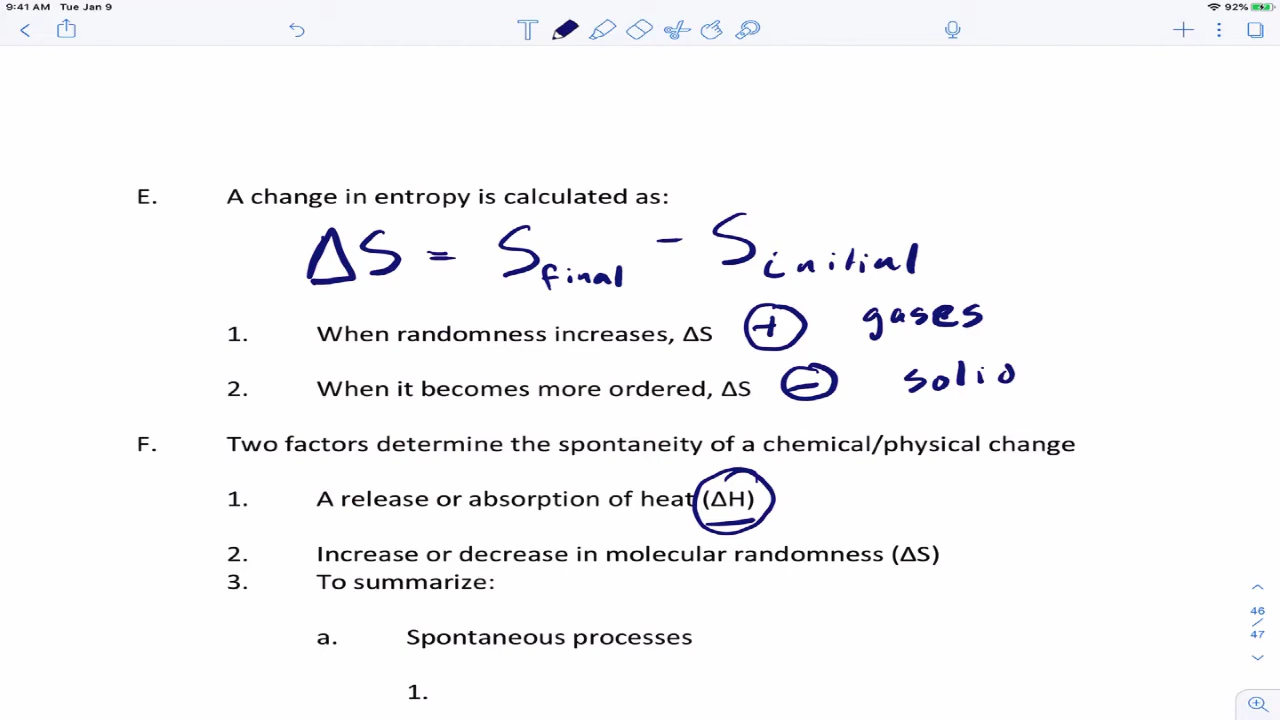 9:41 AM Tue Jan 9
92%
T
E. A change in entropy is calculated as:
ΔS = S final - S initial
1. When randomness increases, ΔS + gases
2. When it becomes more ordered, ΔS - solid
F. Two factors determine the spontaneity of a chemical/physical change
1. A release or absorption of heat (ΔH)
2. Increase or decrease in molecular randomness (ΔS)
3. To summarize:
a. Spontaneous processes
1.
46
/
47